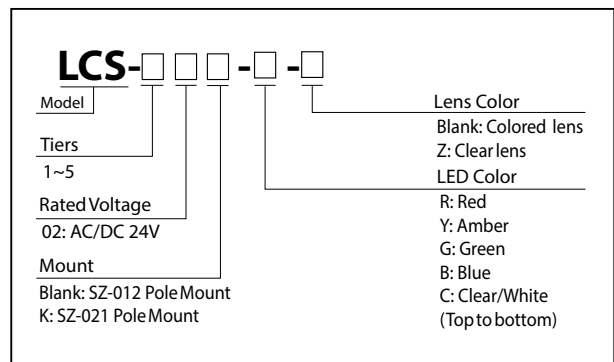 LCS-□□□-□-□
Model
Tiers
1~5
Rated Voltage
02: AC/DC 24V
Mount
Blank: SZ-012 Pole Mount
K: SZ-021 Pole Mount
Lens Color
Blank: Colored lens
Z: Clear lens
LED Color
R: Red
Y: Amber
G: Green
B: Blue
C: Clear/White
(Top to bottom)